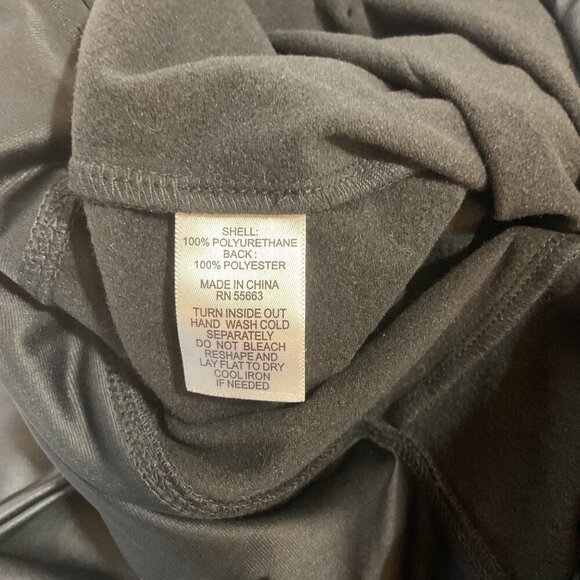 SHELL:
100% POLYURETHANE
BACK :
100% POLYESTER
MADE IN CHINA
RN 55663
TURN INSIDE OUT
HAND WASH COLD
SEPARATELY
DO NOT BLEACH
RESHAPE AND
LAY FLAT TO DRY
COOL IRON
IF NEEDED